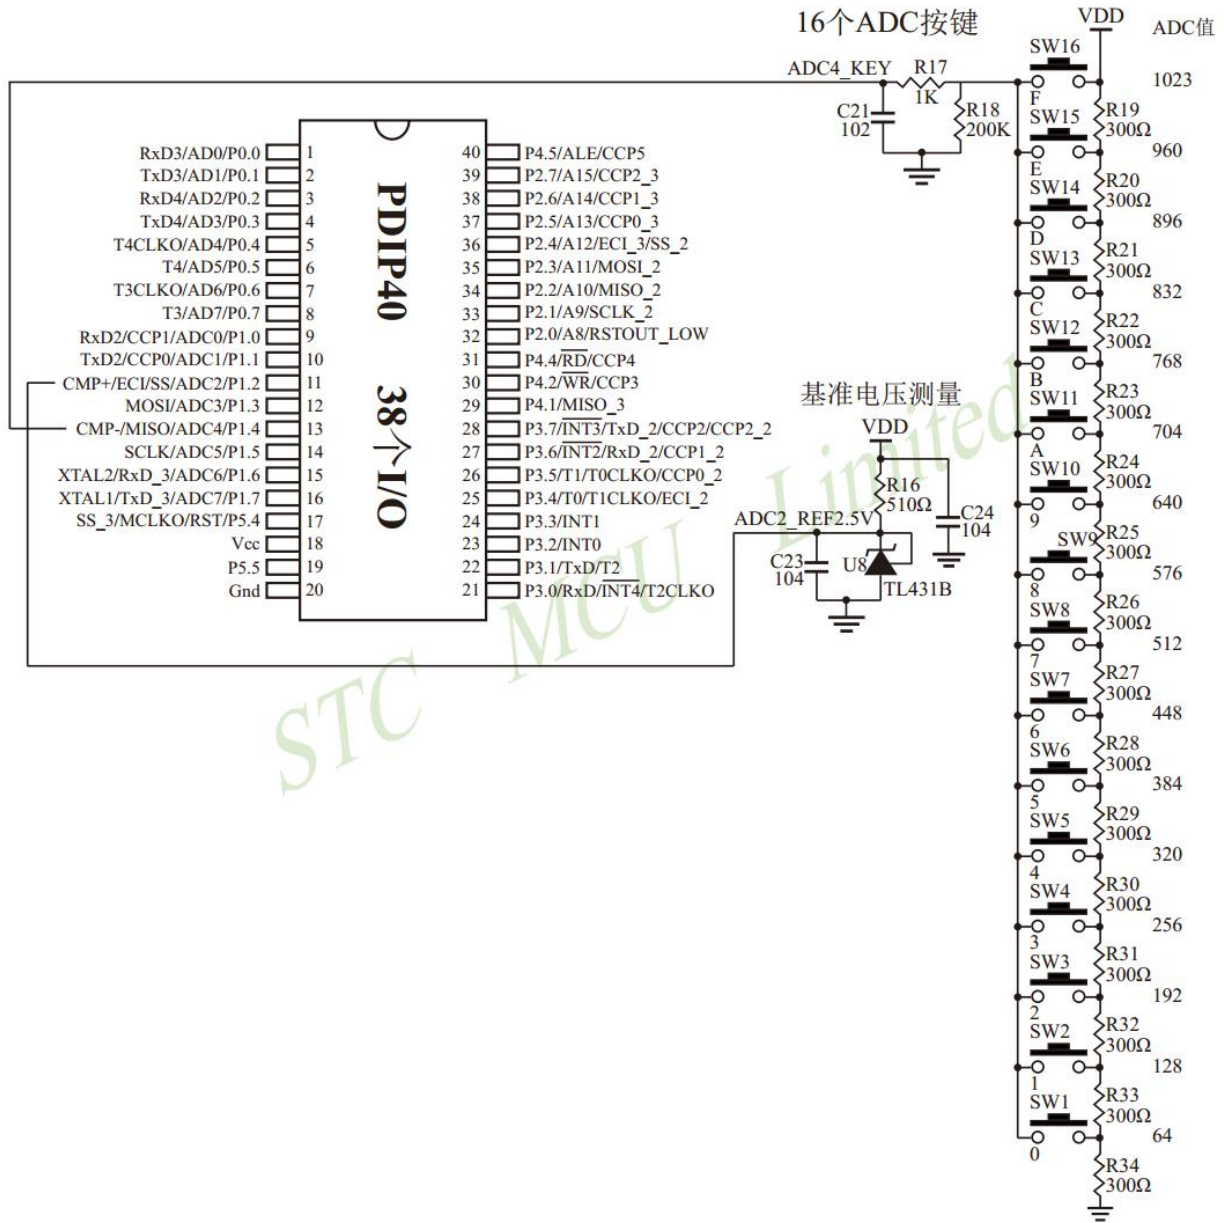 16个ADC按键
VDD
ADC值
SW16
ADC4_KEY
R17
1K
1023
C21
102
R18
200K
F
SW15
R19
300Ω
960
E
SW14
R20
300Ω
896
D
SW13
R21
300Ω
832
C
SW12
R22
300Ω
768
B
SW11
R23
300Ω
704
A
SW10
R24
300Ω
640
9
SW9
R25
300Ω
576
8
SW8
R26
300Ω
512
7
SW7
R27
300Ω
448
6
SW6
R28
300Ω
384
5
SW5
R29
300Ω
320
4
SW4
R30
300Ω
256
3
SW3
R31
300Ω
192
2
SW2
R32
300Ω
128
1
SW1
R33
300Ω
64
0
R34
300Ω
PDIP40 38个I/O
RxD3/AD0/P0.0 1
TxD3/AD1/P0.1 2
RxD4/AD2/P0.2 3
TxD4/AD3/P0.3 4
T4CLKO/AD4/P0.4 5
T4/AD5/P0.5 6
T3CLKO/AD6/P0.6 7
T3/AD7/P0.7 8
RxD2/CCP1/ADC0/P1.0 9
TxD2/CCP0/ADC1/P1.1 10
CMP+/ECI/SS/ADC2/P1.2 11
MOSI/ADC3/P1.3 12
CMP-/MISO/ADC4/P1.4 13
SCLK/ADC5/P1.5 14
XTAL2/RxD_3/ADC6/P1.6 15
XTAL1/TxD_3/ADC7/P1.7 16
SS_3/MCLKO/RST/P5.4 17
Vcc 18
P5.5 19
Gnd 20
40 P4.5/ALE/CCP5
39 P2.7/A15/CCP2_3
38 P2.6/A14/CCP1_3
37 P2.5/A13/CCP0_3
36 P2.4/A12/ECI_3/SS_2
35 P2.3/A11/MOSI_2
34 P2.2/A10/MISO_2
33 P2.1/A9/SCLK_2
32 P2.0/A8/RSTOUT_LOW
31 P4.4/RD/CCP4
30 P4.2/WR/CCP3
29 P4.1/MISO_3
28 P3.7/INT3/TxD_2/CCP2/CCP2_2
27 P3.6/INT2/RxD_2/CCP1_2
26 P3.5/T1/T0CLKO/CCP0_2
25 P3.4/T0/T1CLKO/ECI_2
24 P3.3/INT1
23 P3.2/INT0
22 P3.1/TxD/T2
21 P3.0/RxD/INT4/T2CLKO
基准电压测量
VDD
R16
510Ω
ADC2_REF2.5V
C24
104
C23
104
U8
TL431B
STC MCU Limited